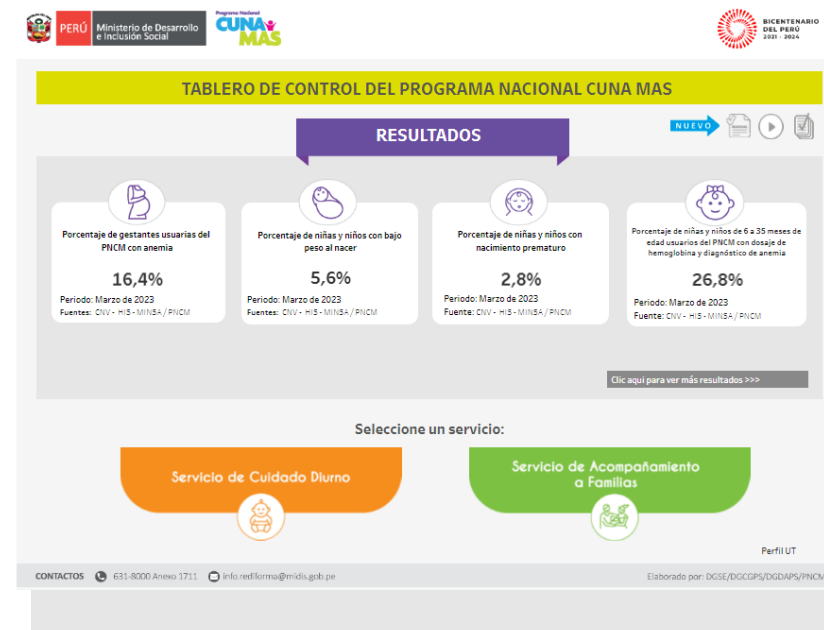 PERÚ
Ministerio de Desarrollo
e Inclusión Social
Programa Nacional
CUNA
MAS
BICENTENARIO
DEL PERÚ
2021 - 2024
TABLERO DE CONTROL DEL PROGRAMA NACIONAL CUNA MAS
RESULTADOS
NUEVO
Porcentaje de gestantes usuarias del
PNCM con anemia
16,4%
Periodo: Marzo de 2023
Fuentes: CNV - HIS - MINSA / PNCM
Porcentaje de niñas y niños con bajo
peso al nacer
5,6%
Periodo: Marzo de 2023
Fuentes: CNV - HIS - MINSA / PNCM
Porcentaje de niñas y niños con
nacimiento prematuro
2,8%
Periodo: Marzo de 2023
Fuente: CNV - HIS - MINSA / PNCM
Porcentaje de niñas y niños de 6 a 35 meses de
edad usuarios del PNCM con dosaje de
hemoglobina y diagnóstico de anemia
26,8%
Periodo: Marzo de 2023
Fuente: CNV - HIS - MINSA / PNCM
Clic aqui para ver más resultados >>>
Seleccione un servicio:
Servicio de Cuidado Diurno
Servicio de Acompañamiento
a Familias
Perfil UT
CONTACTOS 631-8000 Anexo 1711 info.rediforma@midis.gob.pe
Elaborado por: DGSE/DGCGPS/DGDAPS/PNCM